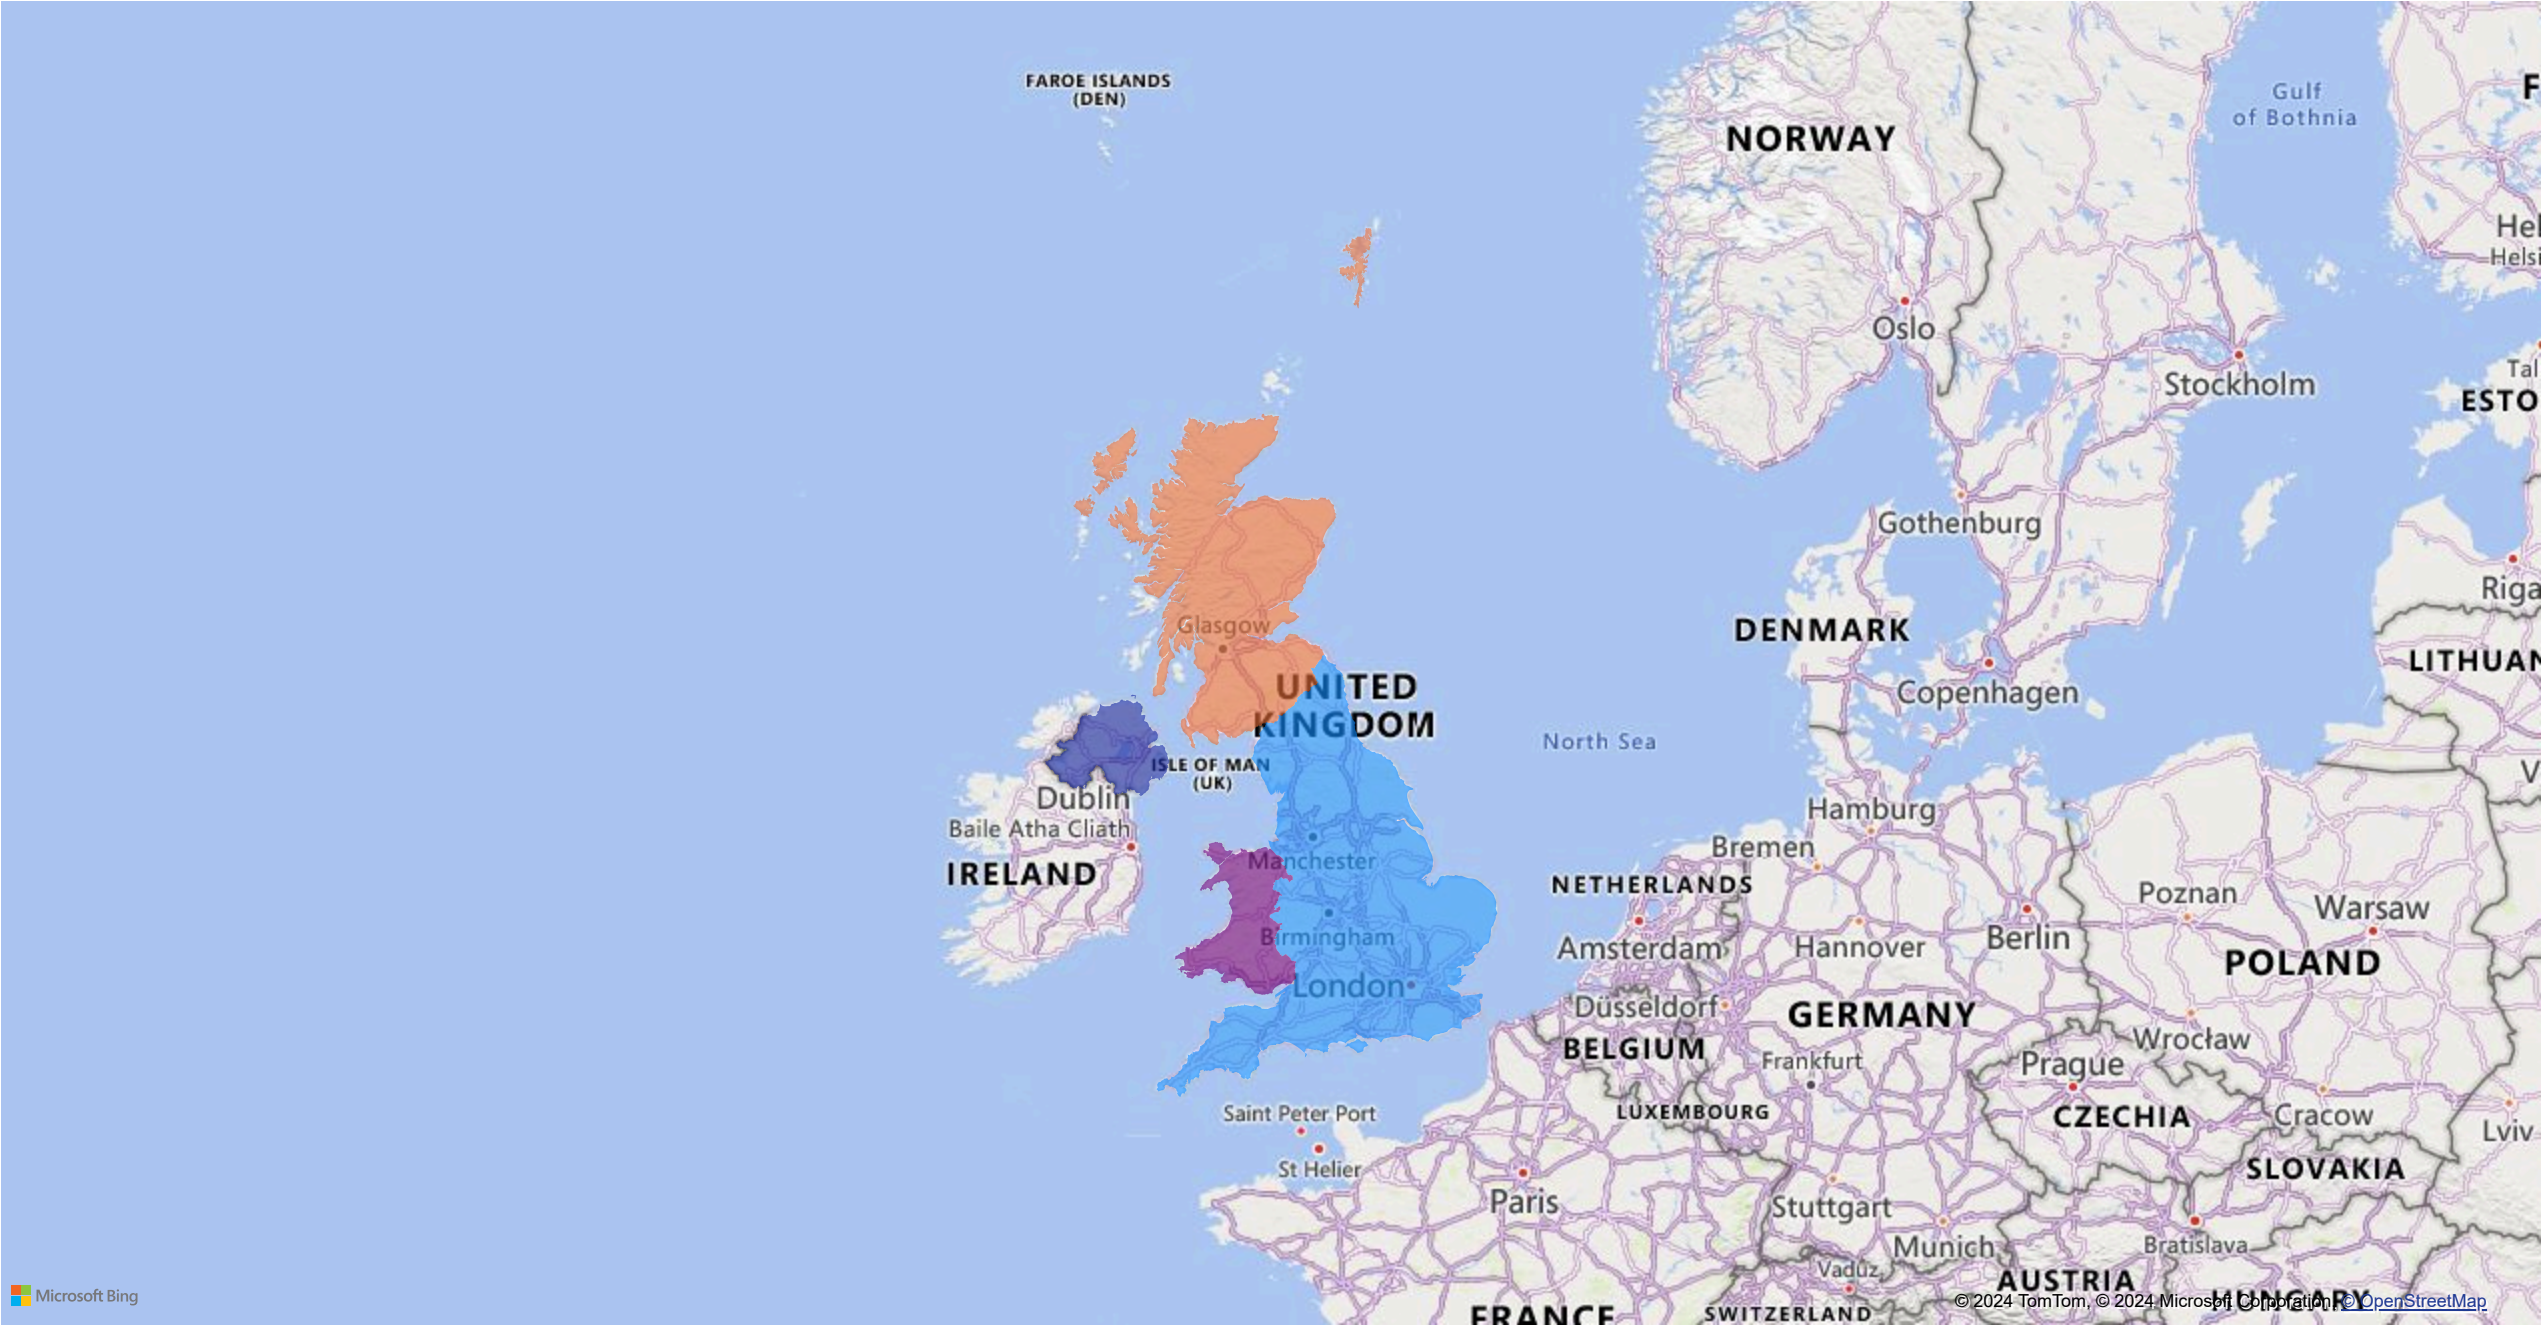 FAROE ISLANDS
(DEN)
Gulf
of Bothnia
NORWAY
Oslo
Stockholm
Gothenburg
Glasgow
DENMARK
Riga
Copenhagen
UNITED
KINGDOM
North Sea
ISLE OF MAN
(UK)
Dublin
Baile Atha Cliath
IRELAND
Manchester
Birmingham
London
Hamburg
Bremen
NETHERLANDS
Amsterdam
Hannover
Berlin
Poznan
Warsaw
POLAND
Düsseldorf
GERMANY
BELGIUM
Frankfurt
Prague
Wrocław
LUXEMBOURG
CZECHIA
Cracow
Lviv
Saint Peter Port
St Helier
SLOVAKIA
Paris
Stuttgart
Munich
Bratislava
Vaduz
AUSTRIA
HUNGARY
FRANCE
SWITZERLAND
Hel
Helsi
Tal
ESTO
LITHUAN
F
V
Microsoft Bing
© 2024 TomTom, © 2024 Microsoft Corporation, © OpenStreetMap